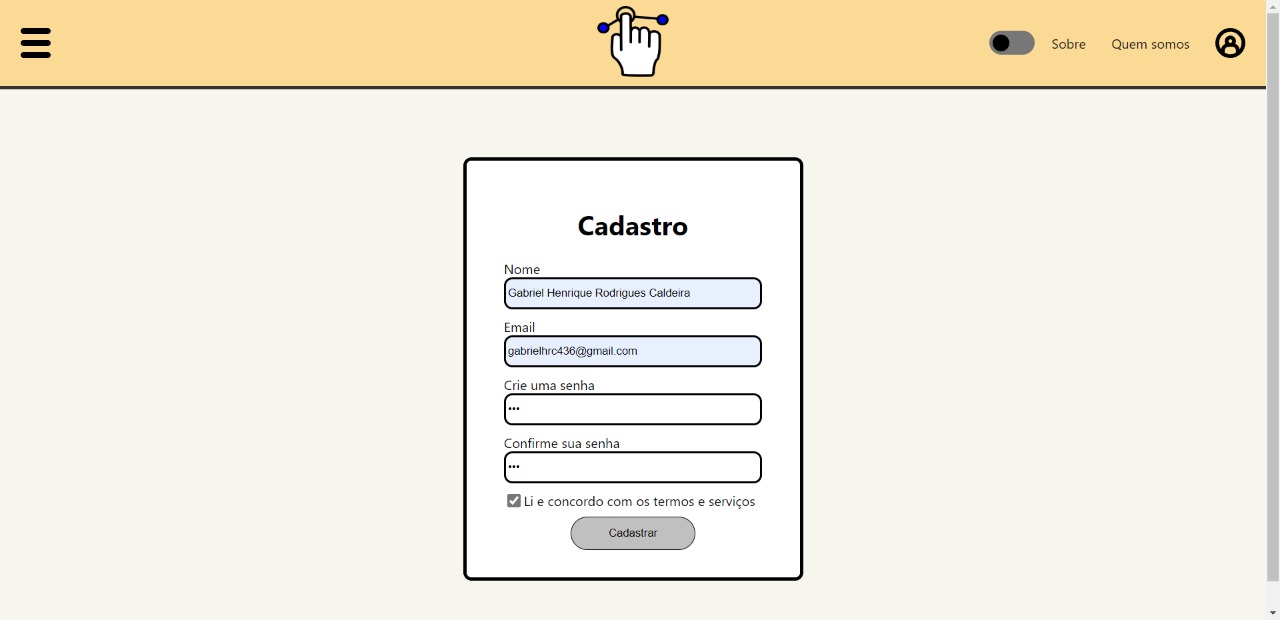 Sobre
Quem somos
Cadastro
Nome
Gabriel Henrique Rodrigues Caldeira
Email
gabrielhrc436@gmail.com
Crie uma senha
•••
Confirme sua senha
•••
Li e concordo com os termos e serviços
Cadastrar